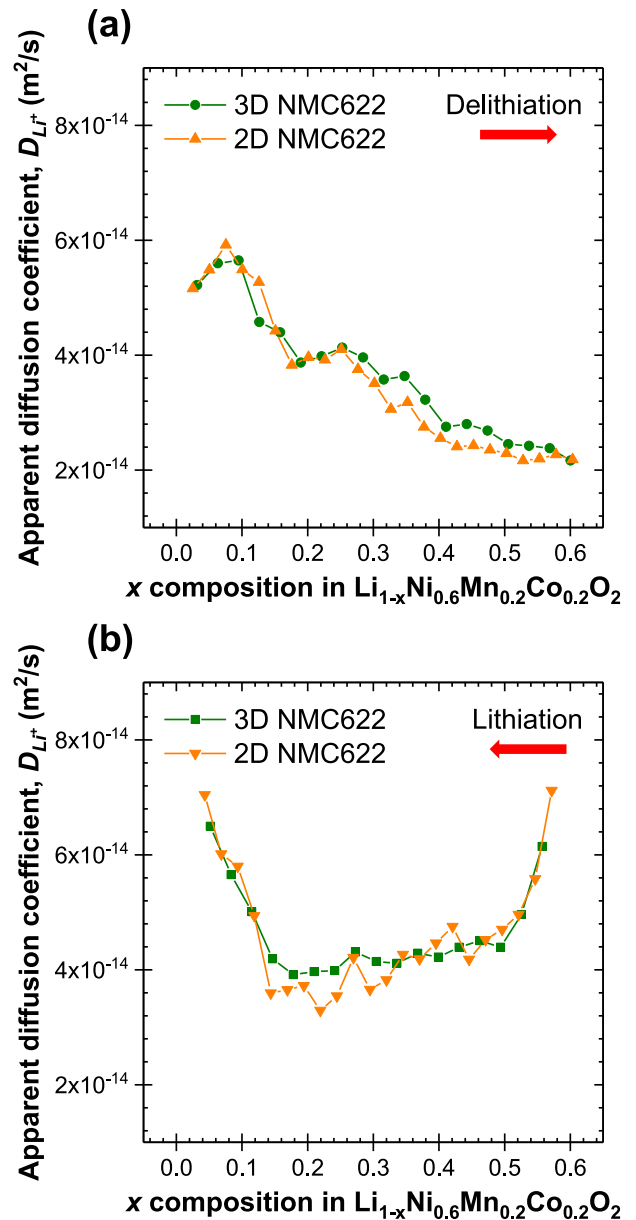 (a)
Apparent diffusion coefficient, D_Li⁺ (m²/s)
3D NMC622
2D NMC622
Delithiation
8x10⁻¹⁴
6x10⁻¹⁴
4x10⁻¹⁴
2x10⁻¹⁴
0.0 0.1 0.2 0.3 0.4 0.5 0.6
x composition in Li₁₋ₓNi₀.₆Mn₀.₂Co₀.₂O₂
(b)
Apparent diffusion coefficient, D_Li⁺ (m²/s)
3D NMC622
2D NMC622
Lithiation
8x10⁻¹⁴
6x10⁻¹⁴
4x10⁻¹⁴
2x10⁻¹⁴
0.0 0.1 0.2 0.3 0.4 0.5 0.6
x composition in Li₁₋ₓNi₀.₆Mn₀.₂Co₀.₂O₂